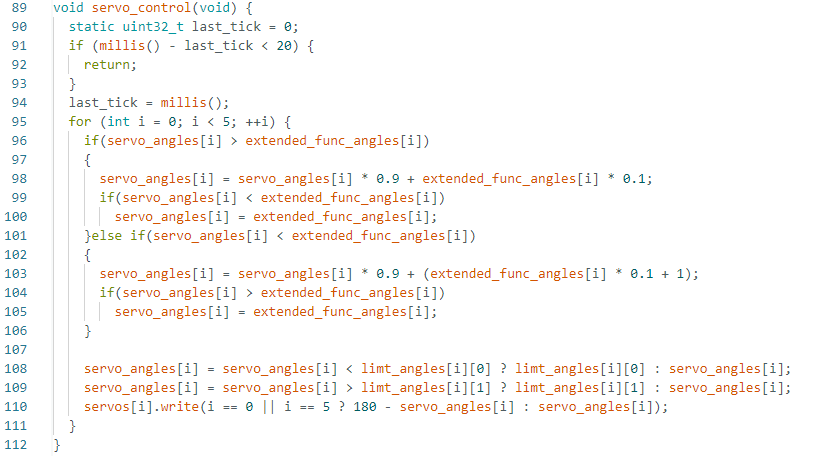 89 void servo_control(void) {
90   static uint32_t last_tick = 0;
91   if (millis() - last_tick < 20) {
92     return;
93   }
94   last_tick = millis();
95   for (int i = 0; i < 5; ++i) {
96     if(servo_angles[i] > extended_func_angles[i])
97     {
98       servo_angles[i] = servo_angles[i] * 0.9 + extended_func_angles[i] * 0.1;
99       if(servo_angles[i] < extended_func_angles[i])
100         servo_angles[i] = extended_func_angles[i];
101     }else if(servo_angles[i] < extended_func_angles[i])
102     {
103       servo_angles[i] = servo_angles[i] * 0.9 + (extended_func_angles[i] * 0.1 + 1);
104       if(servo_angles[i] > extended_func_angles[i])
105         servo_angles[i] = extended_func_angles[i];
106     }
107
108     servo_angles[i] = servo_angles[i] < limt_angles[i][0] ? limt_angles[i][0] : servo_angles[i];
109     servo_angles[i] = servo_angles[i] > limt_angles[i][1] ? limt_angles[i][1] : servo_angles[i];
110     servos[i].write(i == 0 || i == 5 ? 180 - servo_angles[i] : servo_angles[i]);
111   }
112 }